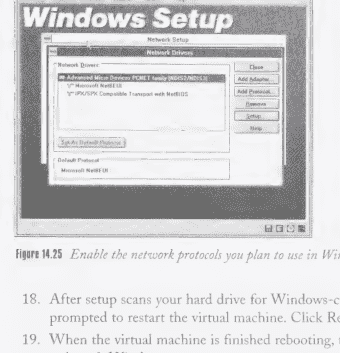 Windows Setup
Network Setup
Network Drivers
Network Drivers:
Advanced Micro Devices PCNET family [NDIS2/NDIS3]
Microsoft NetBEUI
IPX/SPX Compatible Transport with NetBIOS
Close
Add Adapter...
Add Protocol...
Remove
Setup...
Help
Set As Default Protocol
Default Protocol
Microsoft NetBEUI
Figure 14.25 Enable the network protocols you plan to use in
18. After setup scans your hard drive for
prompted to restart the virtual machine. Click
19. When the virtual machine is finished rebooting,